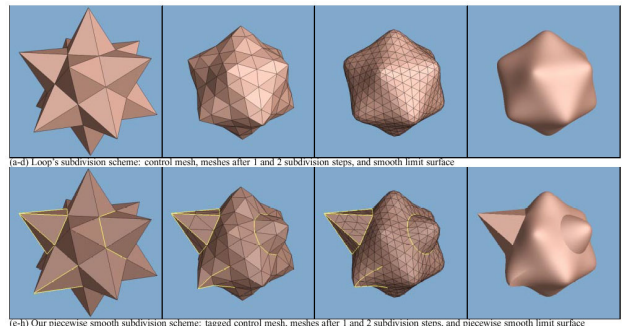 (a-d) Loop's subdivision scheme: control mesh, meshes after 1 and 2 subdivision steps, and smooth limit surface
(e-h) Our piecewise smooth subdivision scheme: tagged control mesh, meshes after 1 and 2 subdivision steps, and piecewise smooth limit surface